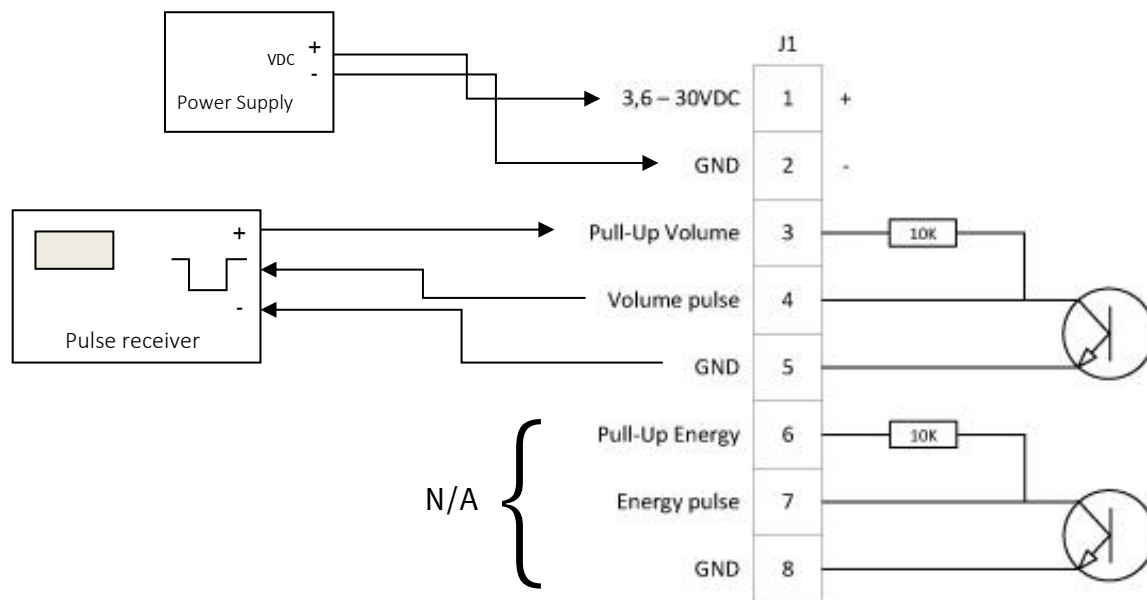 VDC + -
Power Supply
J1
3,6 – 30VDC 1 +
GND 2 -
Pull-Up Volume 3 10K
Volume pulse 4
GND 5
+
-
Pulse receiver
Pull-Up Energy 6 10K
Energy pulse 7
GND 8
N/A